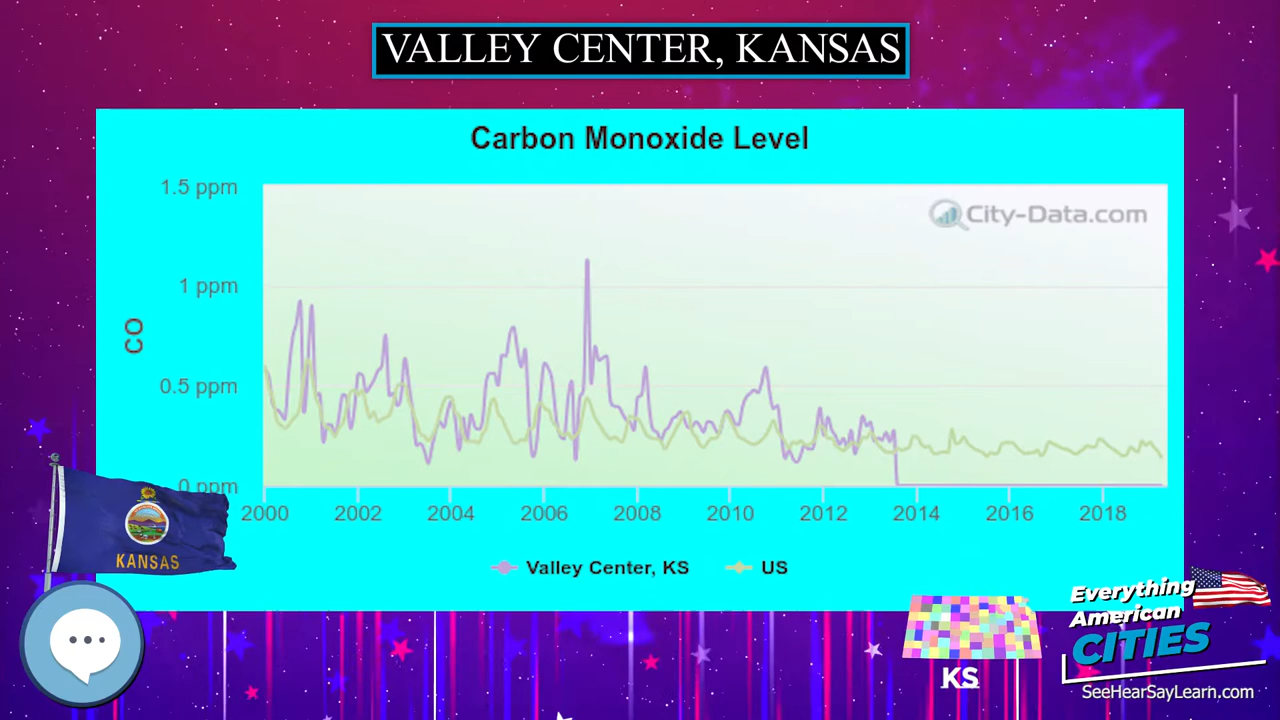 VALLEY CENTER, KANSAS
Carbon Monoxide Level
1.5 ppm
City-Data.com
1 ppm
CO
0.5 ppm
0 ppm
2000 2002 2004 2006 2008 2010 2012 2014 2016 2018
KANSAS
Valley Center, KS US
Everything
American
CITIES
KS
SeeHearSayLearn.com